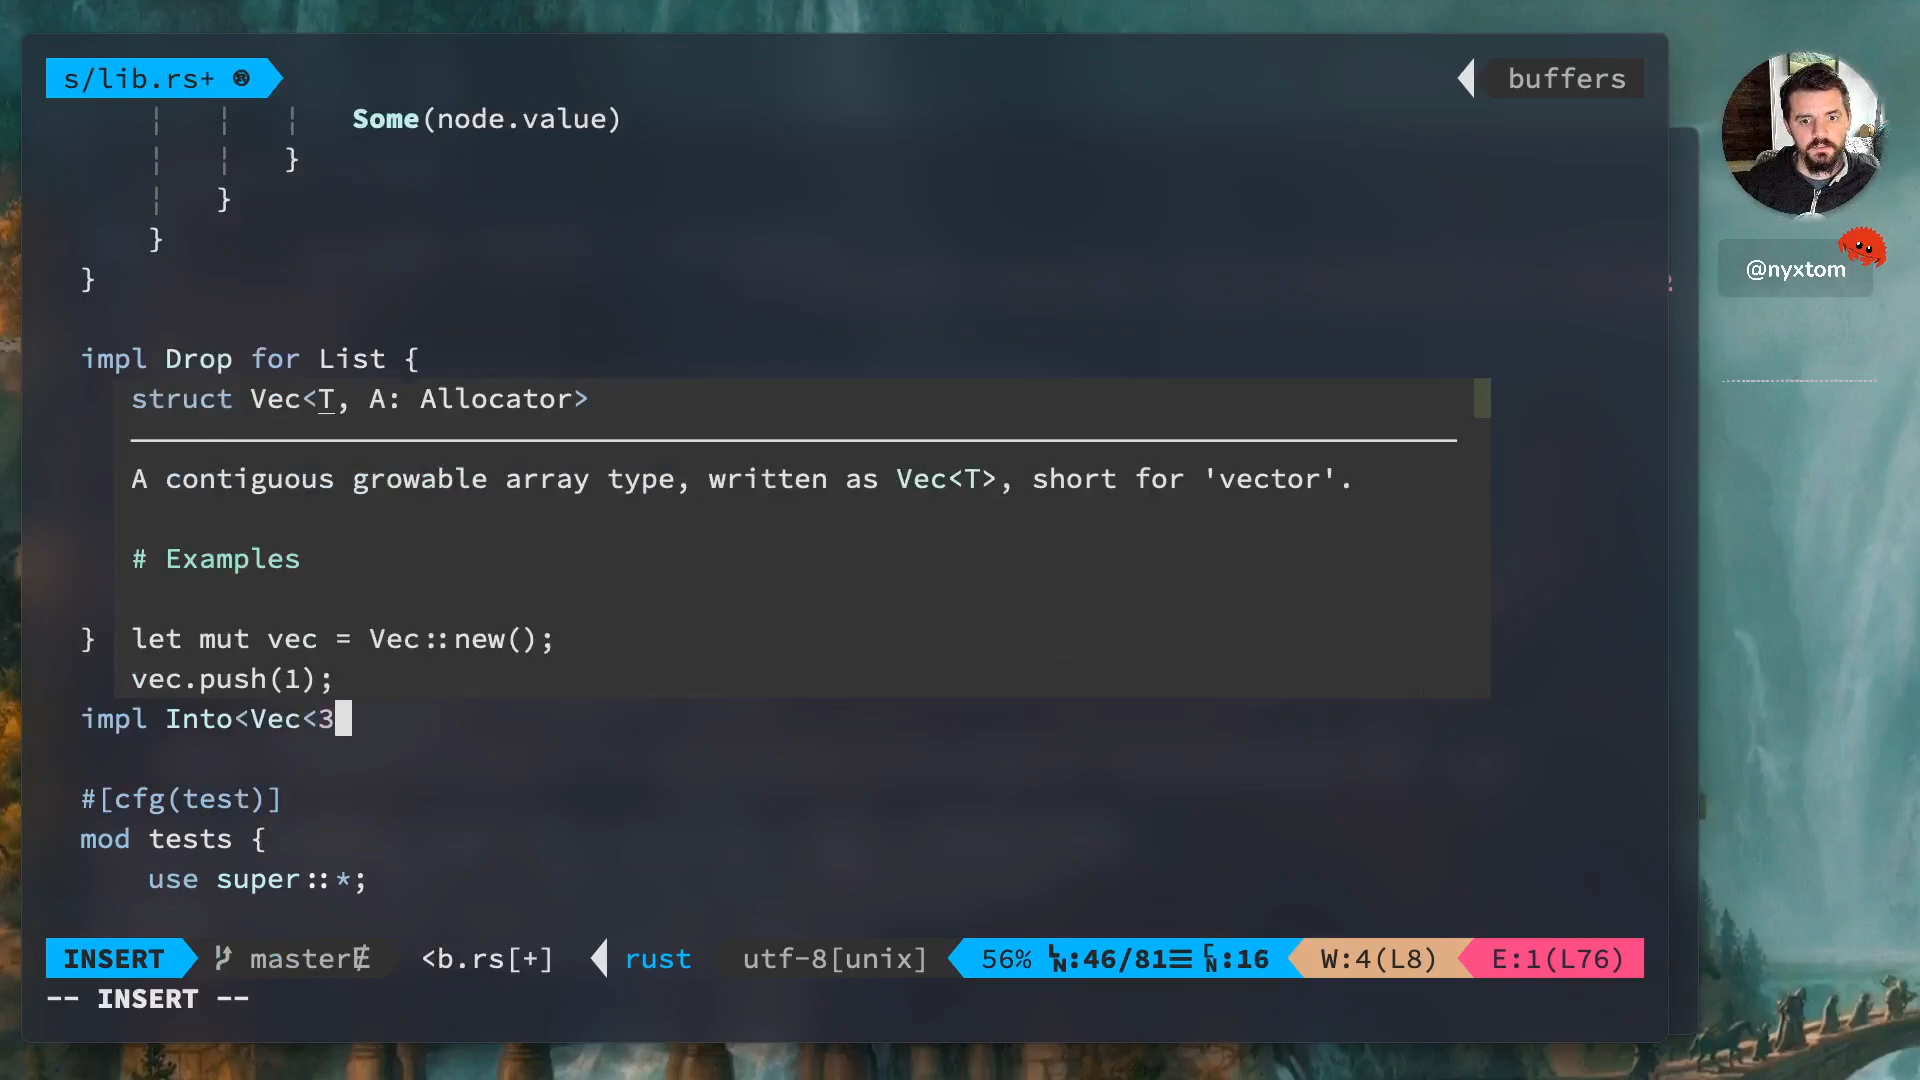 s/lib.rs+
buffers
Some(node.value)
}
}
}
}
@nyxtom
impl Drop for List {
struct Vec<T, A: Allocator>
A contiguous growable array type, written as Vec<T>, short for 'vector'.
# Examples
} let mut vec = Vec::new();
vec.push(1);
impl Into<Vec<3
#[cfg(test)]
mod tests {
use super::*;
INSERT master <b.rs[+] rust utf-8[unix] 56% LN:46/81☰ CN:16 W:4(L8) E:1(L76)
-- INSERT --